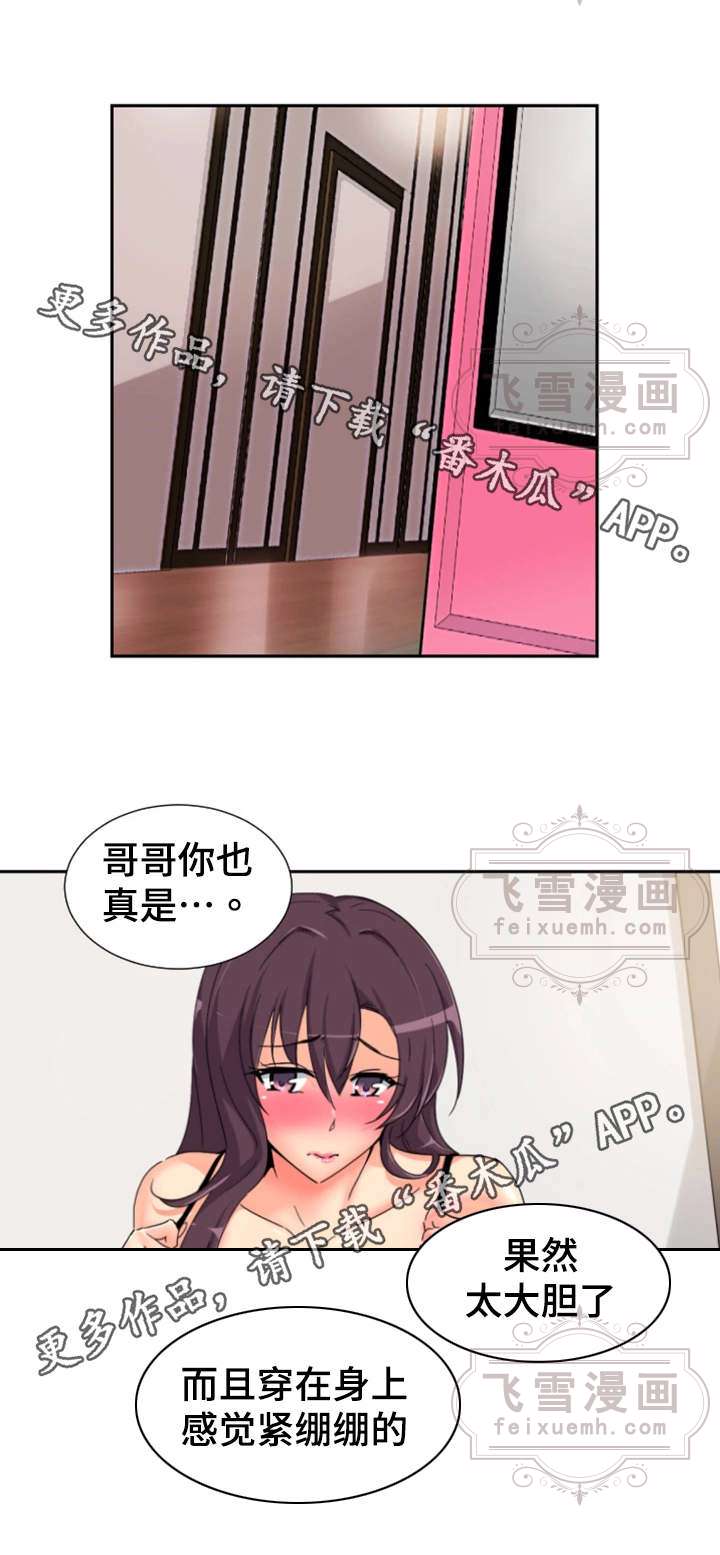 更多作品，请下载“番木瓜”APP。
飞雪漫画
feixuemh.com
哥哥你也
真是…。
飞雪漫画
feixuemh.com
更多作品，请下载“番木瓜”APP。
果然
太大胆了
而且穿在身上
感觉紧绷绷的
飞雪漫画
feixuemh.com